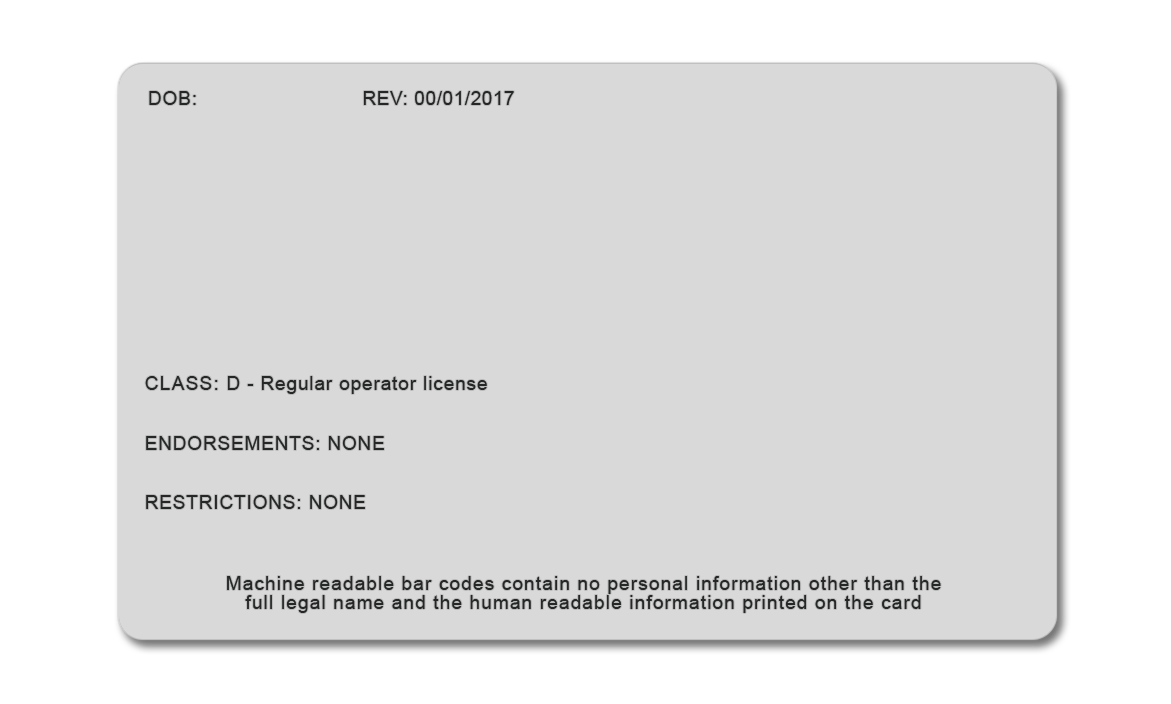 DOB: REV: 00/01/2017
CLASS: D - Regular operator license
ENDORSEMENTS: NONE
RESTRICTIONS: NONE
Machine readable bar codes contain no personal information other than the
full legal name and the human readable information printed on the card